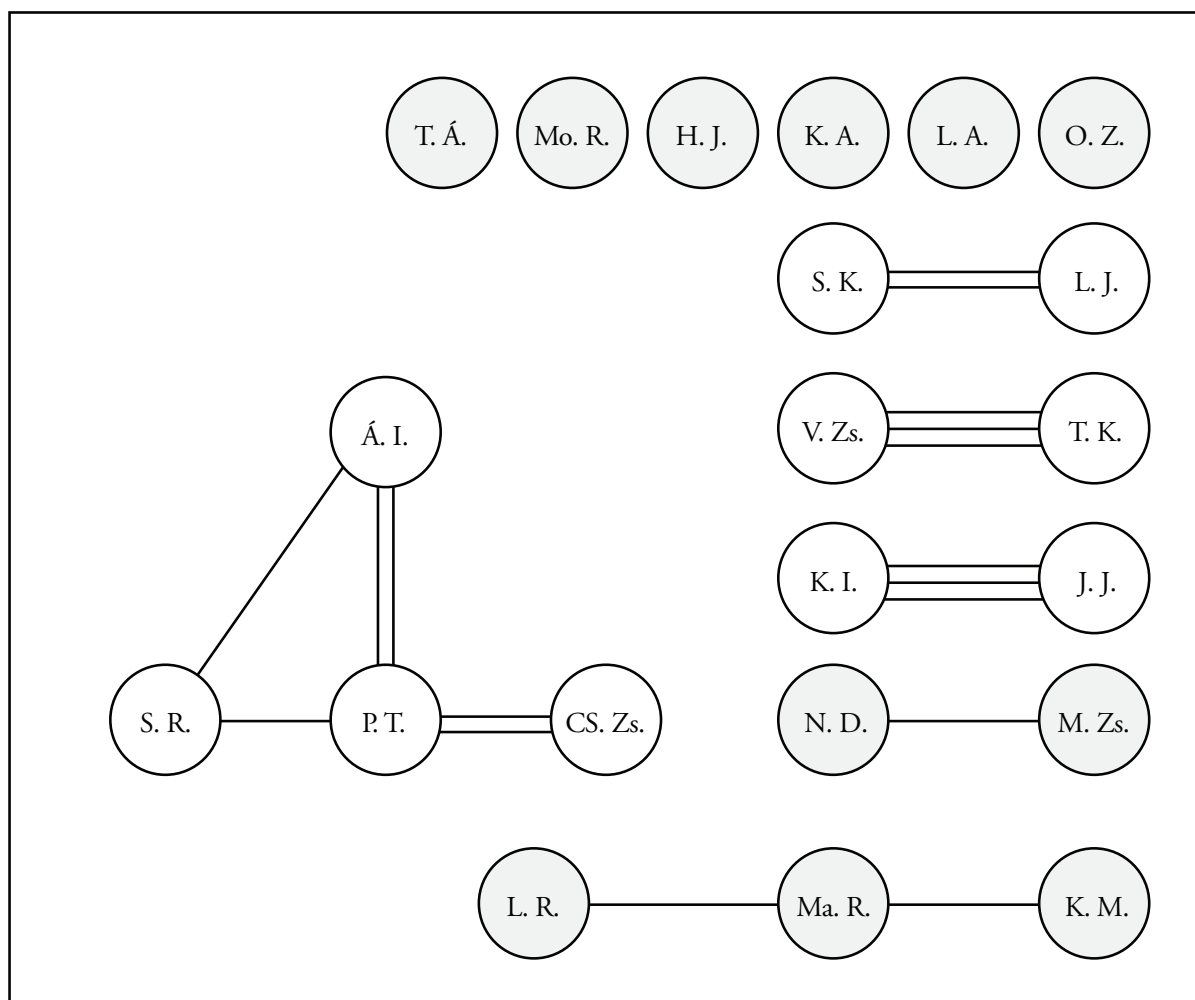 T. Á. Mo. R. H. J. K. A. L. A. O. Z.
S. K. L. J.
Á. I. V. Zs. T. K.
K. I. J. J.
S. R. P. T. CS. Zs. N. D. M. Zs.
L. R. Ma. R. K. M.